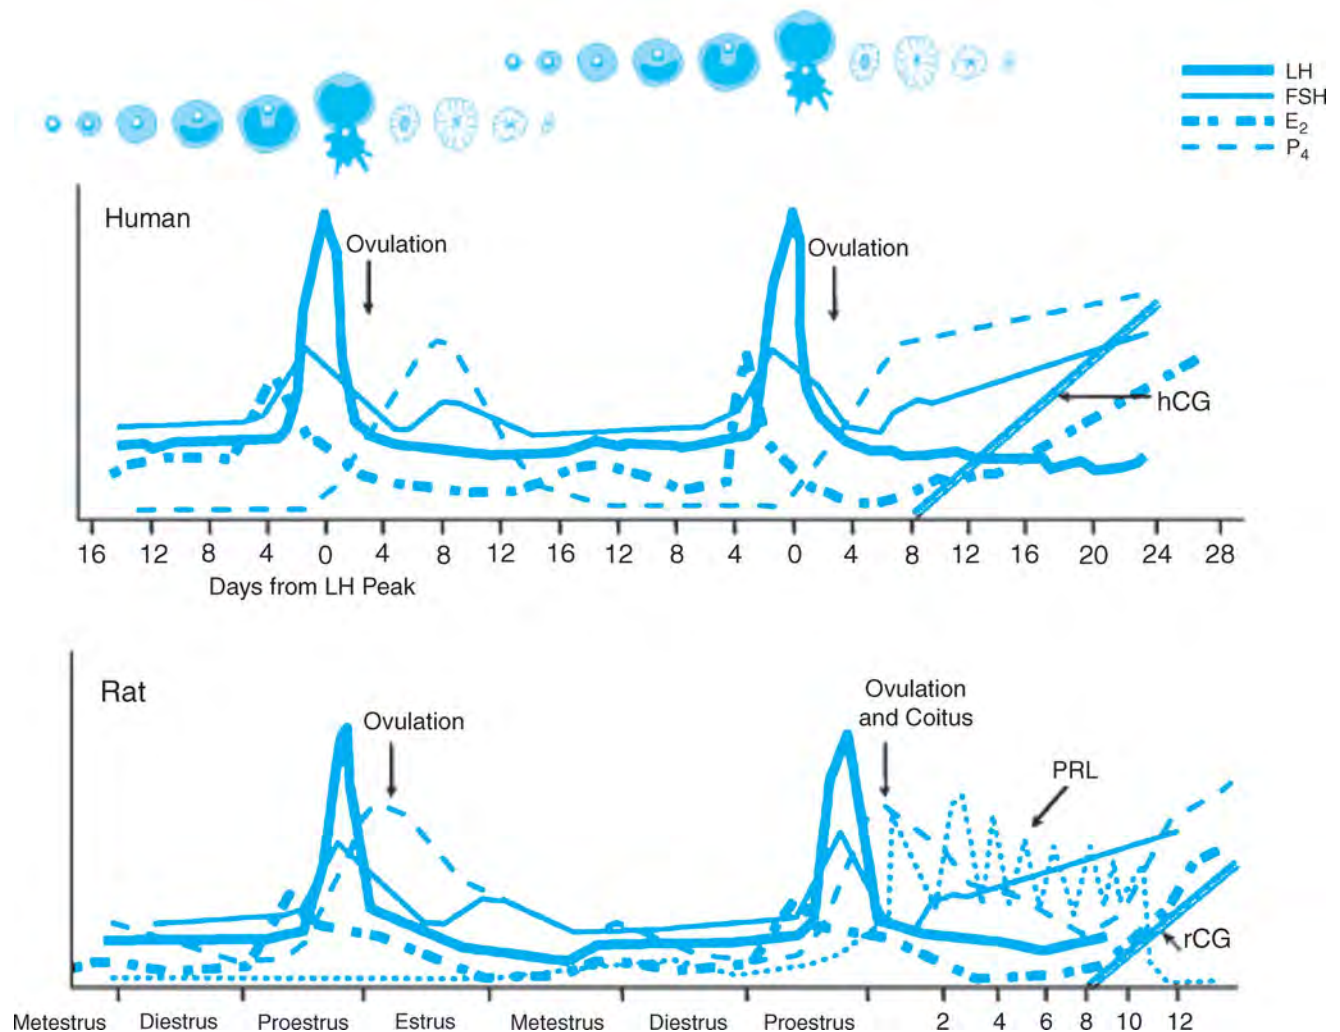 LH
FSH
E₂
P₄
Human
Ovulation
Ovulation
hCG
16 12 8 4 0 4 8 12 16 12 8 4 0 4 8 12 16 20 24 28
Days from LH Peak
Rat
Ovulation
Ovulation
and Coitus
PRL
rCG
Metestrus Diestrus Proestrus Estrus Metestrus Diestrus Proestrus 2 4 6 8 10 12